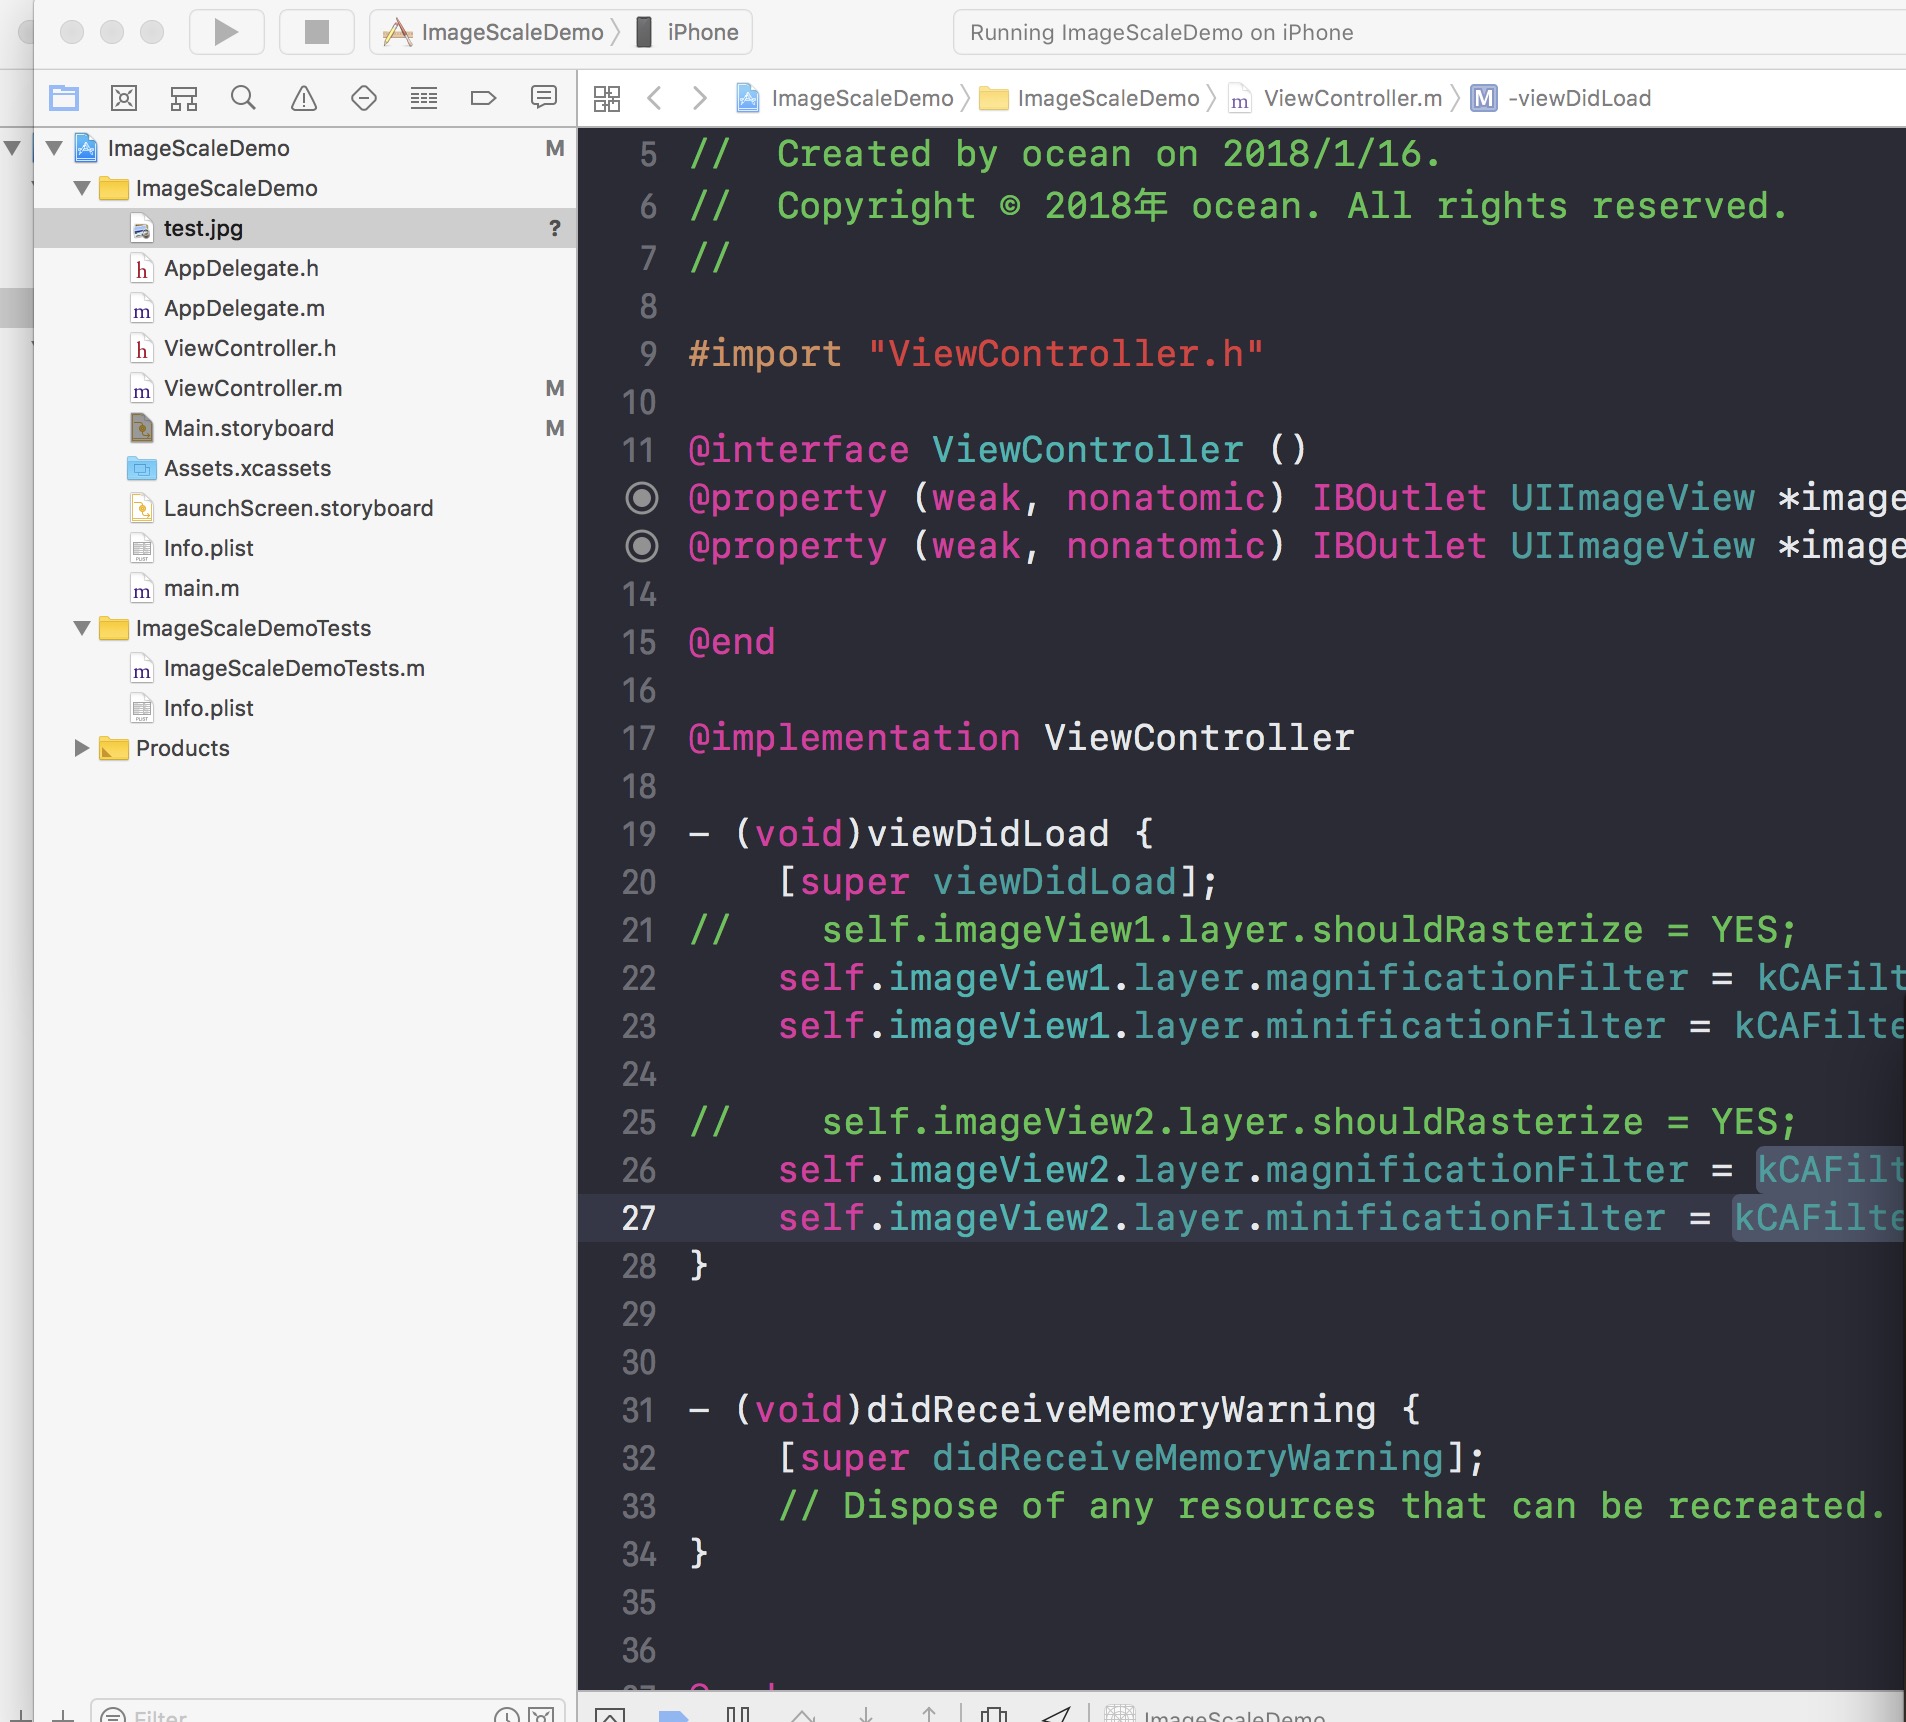 ImageScaleDemo iPhone
Running ImageScaleDemo on iPhone
ImageScaleDemo ImageScaleDemo ViewController.m M -viewDidLoad
ImageScaleDemo M
ImageScaleDemo
test.jpg ?
h AppDelegate.h
m AppDelegate.m
h ViewController.h
m ViewController.m M
Main.storyboard M
Assets.xcassets
LaunchScreen.storyboard
Info.plist
m main.m
ImageScaleDemoTests
m ImageScaleDemoTests.m
Info.plist
Products
Filter
5 //  Created by ocean on 2018/1/16.
6 //  Copyright © 2018年 ocean. All rights reserved.
7 //
8
9 #import "ViewController.h"
10
11 @interface ViewController ()
@property (weak, nonatomic) IBOutlet UIImageView *image
@property (weak, nonatomic) IBOutlet UIImageView *image
14
15 @end
16
17 @implementation ViewController
18
19 - (void)viewDidLoad {
20     [super viewDidLoad];
21 //    self.imageView1.layer.shouldRasterize = YES;
22     self.imageView1.layer.magnificationFilter = kCAFilt
23     self.imageView1.layer.minificationFilter = kCAFilte
24
25 //    self.imageView2.layer.shouldRasterize = YES;
26     self.imageView2.layer.magnificationFilter = kCAFilt
27     self.imageView2.layer.minificationFilter = kCAFilte
28 }
29
30
31 - (void)didReceiveMemoryWarning {
32     [super didReceiveMemoryWarning];
33     // Dispose of any resources that can be recreated.
34 }
35
36
ImageScaleDemo